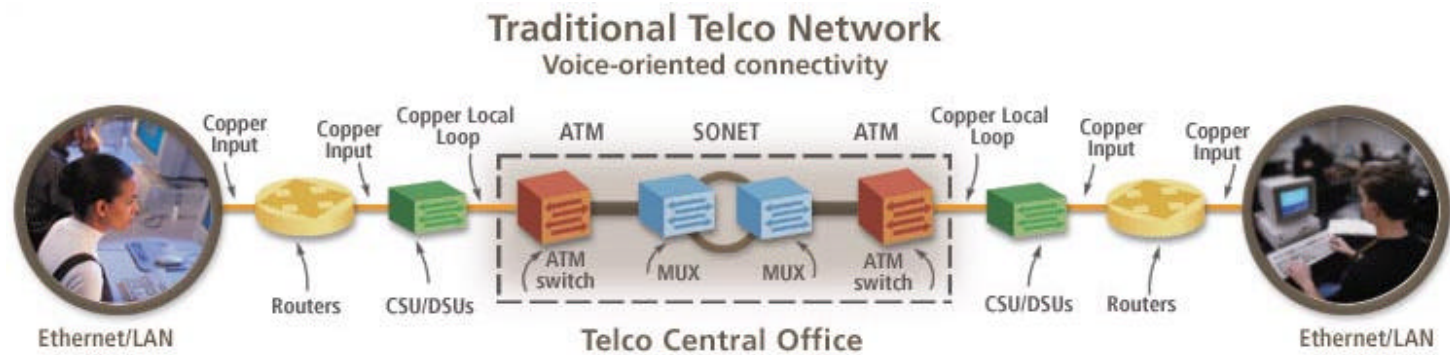 Traditional Telco Network
Voice-oriented connectivity
Copper
Input
Copper
Input
Copper Local
Loop
ATM
SONET
ATM
Copper Local
Loop
Copper
Input
Copper
Input
Ethernet/LAN
Routers
CSU/DSUs
ATM
switch
MUX
MUX
ATM
switch
CSU/DSUs
Routers
Ethernet/LAN
Telco Central Office